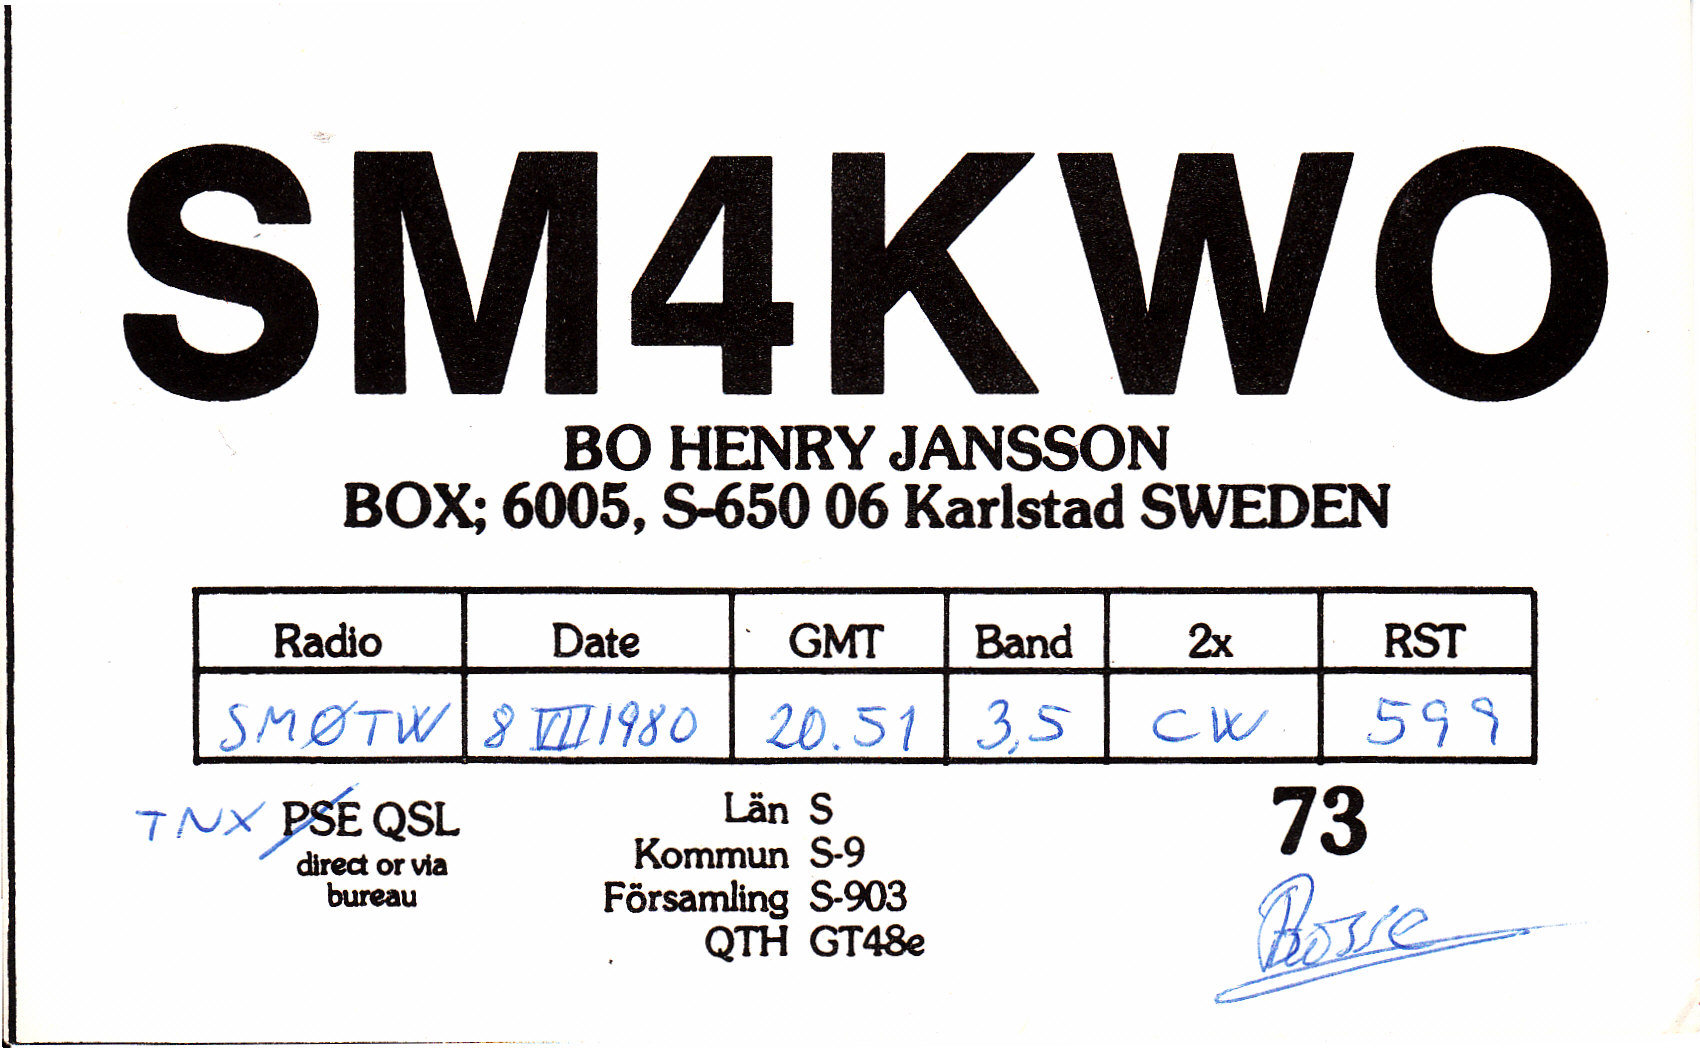 SM4KWO
BO HENRY JANSSON
BOX; 6005, S-650 06 Karlstad SWEDEN
Radio Date GMT Band 2x RST
SMØTW 8 VII 1980 20.51 3,5 CW 599
TNX PSE QSL
direct or via
bureau
Län S
Kommun S-9
Församling S-903
QTH GT48e
73
Bosse